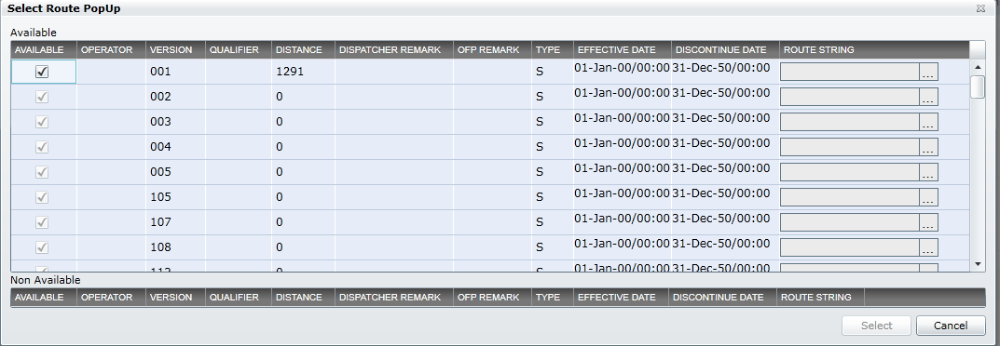 Select Route PopUp
Available
AVAILABLE OPERATOR VERSION QUALIFIER DISTANCE DISPATCHER REMARK OFP REMARK TYPE EFFECTIVE DATE DISCONTINUE DATE ROUTE STRING
001 1291 S 01-Jan-00/00:00 31-Dec-50/00:00 ...
002 0 S 01-Jan-00/00:00 31-Dec-50/00:00 ...
003 0 S 01-Jan-00/00:00 31-Dec-50/00:00 ...
004 0 S 01-Jan-00/00:00 31-Dec-50/00:00 ...
005 0 S 01-Jan-00/00:00 31-Dec-50/00:00 ...
105 0 S 01-Jan-00/00:00 31-Dec-50/00:00 ...
107 0 S 01-Jan-00/00:00 31-Dec-50/00:00 ...
108 0 S 01-Jan-00/00:00 31-Dec-50/00:00 ...
01-Jan-00/00:00 31-Dec-50/00:00
Non Available
AVAILABLE OPERATOR VERSION QUALIFIER DISTANCE DISPATCHER REMARK OFP REMARK TYPE EFFECTIVE DATE DISCONTINUE DATE ROUTE STRING
Select Cancel